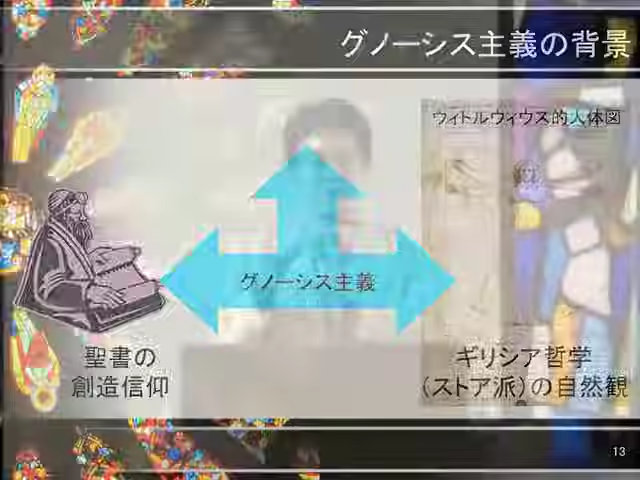 グノーシス主義の背景
ウィトルウィウス的人体図
グノーシス主義
聖書の
創造信仰
ギリシア哲学
(ストア派)の自然観
13